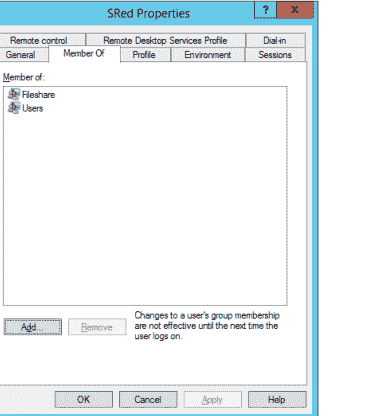 SRed Properties
? x
Remote control Remote Desktop Services Profile Dial-in
General Member Of Profile Environment Sessions
Member of:
Fileshare
Users
Add... Remove
Changes to a user's group membership
are not effective until the next time the
user logs on.
OK Cancel Apply Help